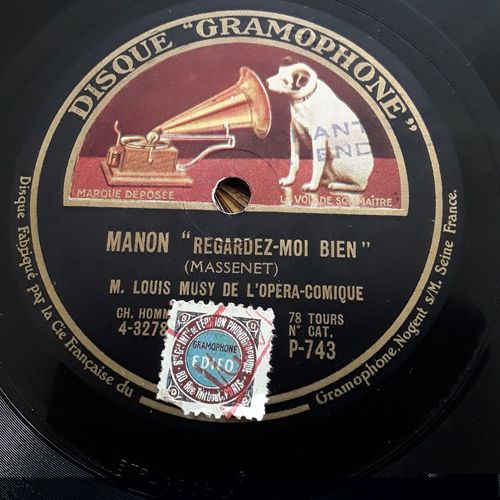 DISQUE "GRAMOPHONE"
MARQUE DÉPOSÉE
LA VOIX DE SON MAÎTRE
MANON "REGARDEZ-MOI BIEN"
(MASSENET)
M. LOUIS MUSY DE L'OPERA-COMIQUE
CH. HOMM
4-3278
78 TOURS
N° CAT.
P-743
GRAMOPHONE
EDIFO
Disque Fabriqué par la Cie Française du
Gramophone, Nogent s/M. Seine France.